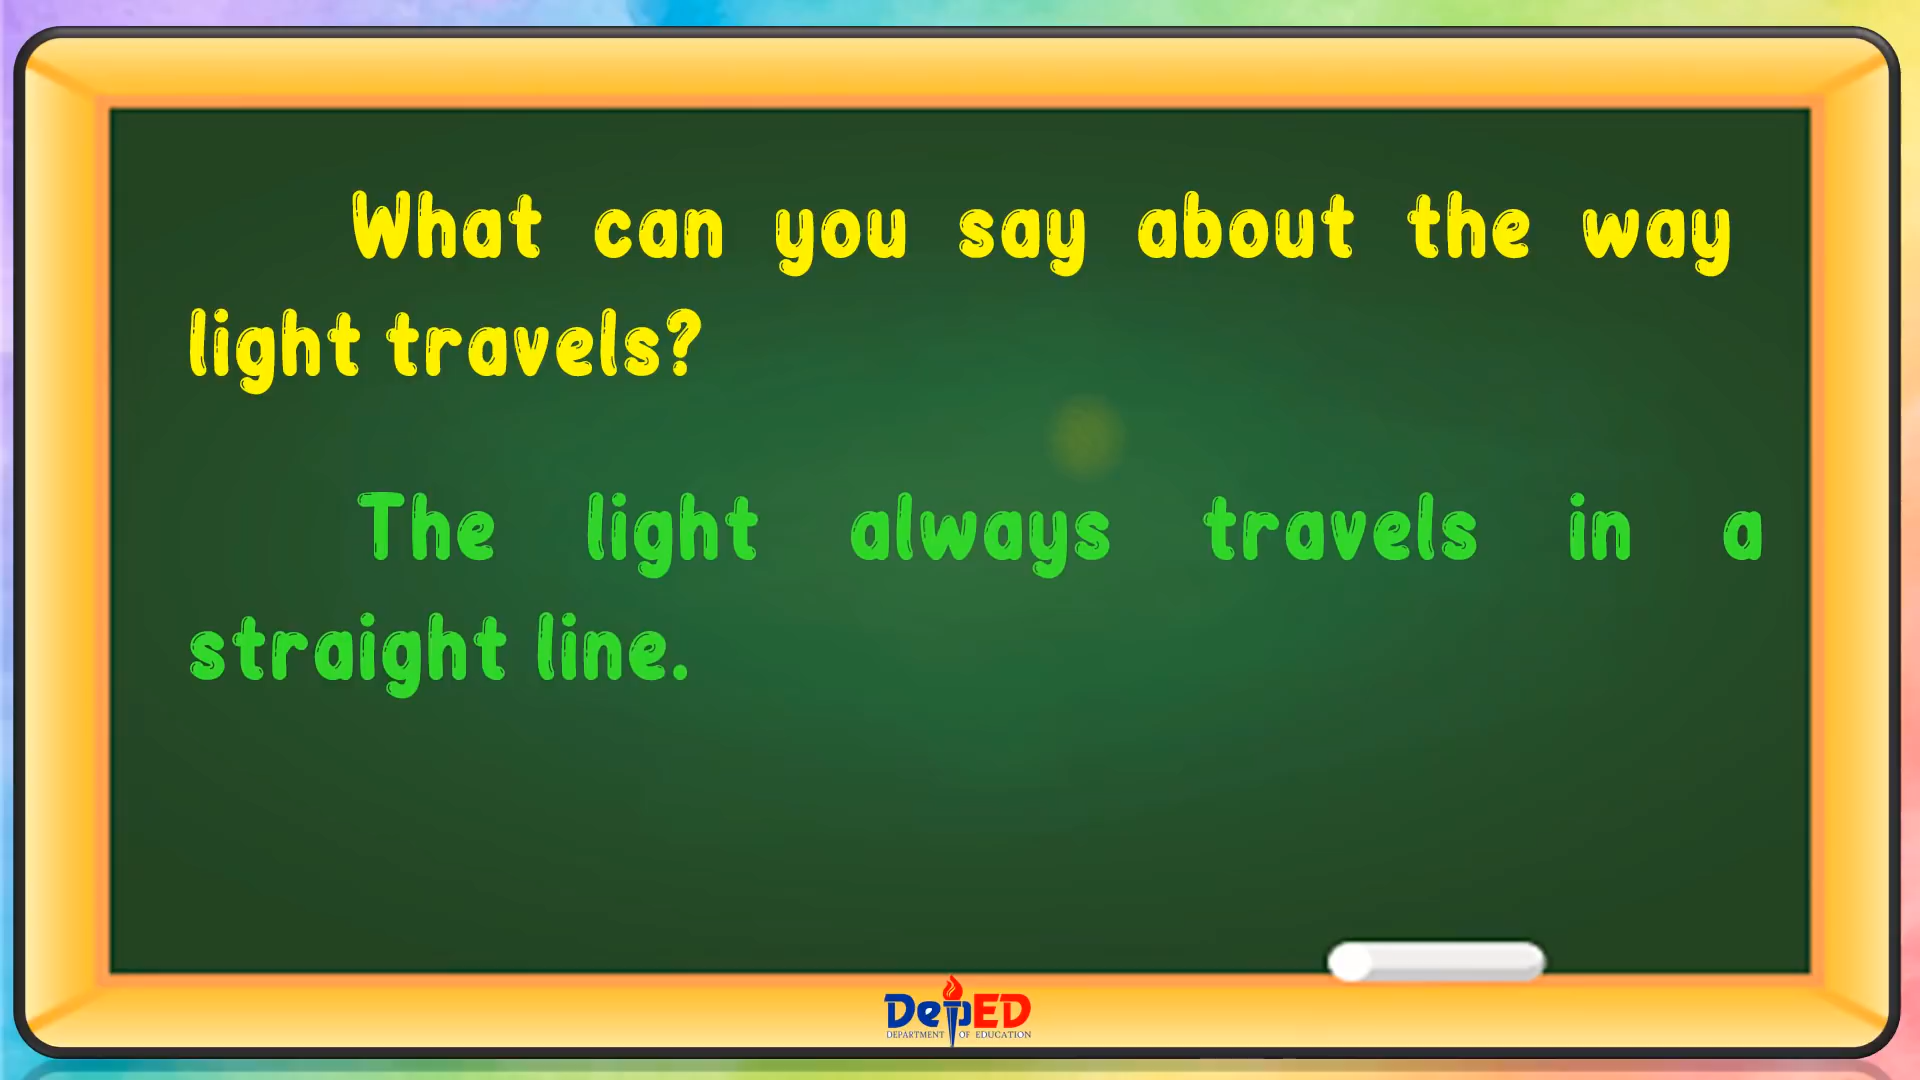 What can you say about the way
light travels?
The light always travels in a
straight line.
DepED
DEPARTMENT OF EDUCATION